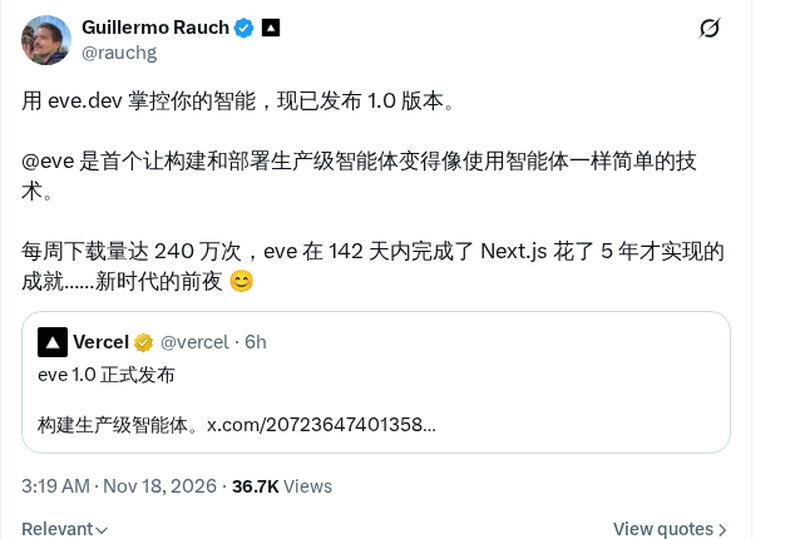 Guillermo Rauch
@rauchg
用 eve.dev 掌控你的智能，现已发布 1.0 版本。
@eve 是首个让构建和部署生产级智能体变得像使用智能体一样简单的技
术。
每周下载量达 240 万次，eve 在 142 天内完成了 Next.js 花了 5 年才实现的
成就......新时代的前夜 😊
Vercel @vercel · 6h
eve 1.0 正式发布
构建生产级智能体。x.com/20723647401358...
3:19 AM · Nov 18, 2026 · 36.7K Views
Relevant
View quotes